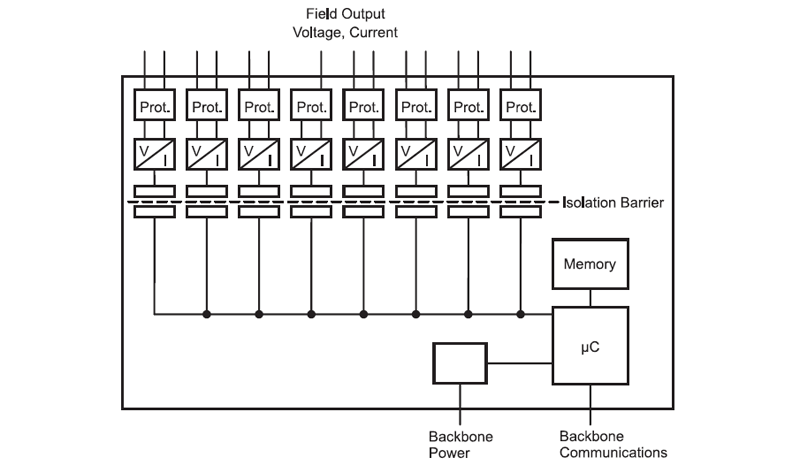 Field Output
Voltage, Current
Prot. Prot. Prot. Prot. Prot. Prot. Prot. Prot.
V V V V V V V V
I I I I I I I I
Isolation Barrier
Memory
µC
Backbone
Power
Backbone
Communications